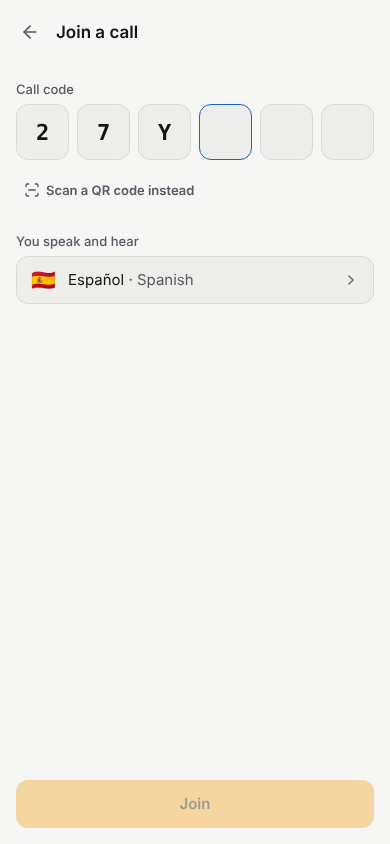 Join a call
Call code
2 7 Y
Scan a QR code instead
You speak and hear
Español · Spanish
Join